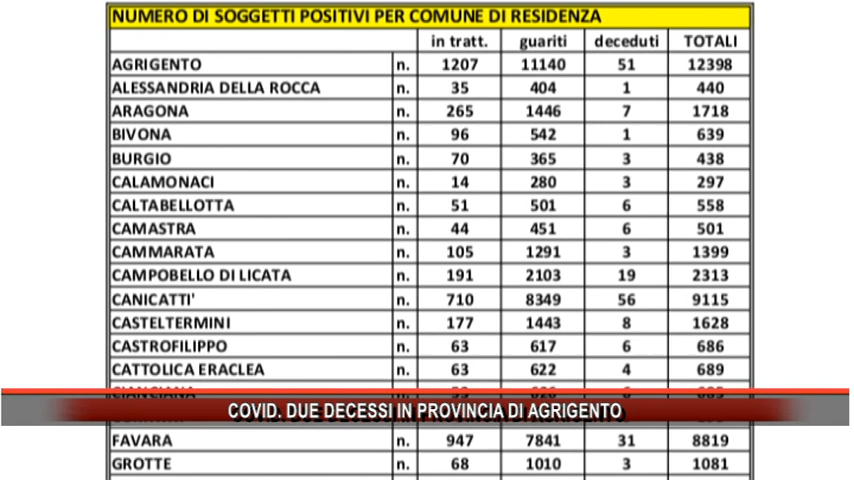 NUMERO DI SOGGETTI POSITIVI PER COMUNE DI RESIDENZA
in tratt. guariti deceduti TOTALI
AGRIGENTO n. 1207 11140 51 12398
ALESSANDRIA DELLA ROCCA n. 35 404 1 440
ARAGONA n. 265 1446 7 1718
BIVONA n. 96 542 1 639
BURGIO n. 70 365 3 438
CALAMONACI n. 14 280 3 297
CALTABELLOTTA n. 51 501 6 558
CAMASTRA n. 44 451 6 501
CAMMARATA n. 105 1291 3 1399
CAMPOBELLO DI LICATA n. 191 2103 19 2313
CANICATTI' n. 710 8349 56 9115
CASTELTERMINI n. 177 1443 8 1628
CASTROFILIPPO n. 63 617 6 686
CATTOLICA ERACLEA n. 63 622 4 689
COVID. DUE DECESSI IN PROVINCIA DI AGRIGENTO
FAVARA n. 947 7841 31 8819
GROTTE n. 68 1010 3 1081